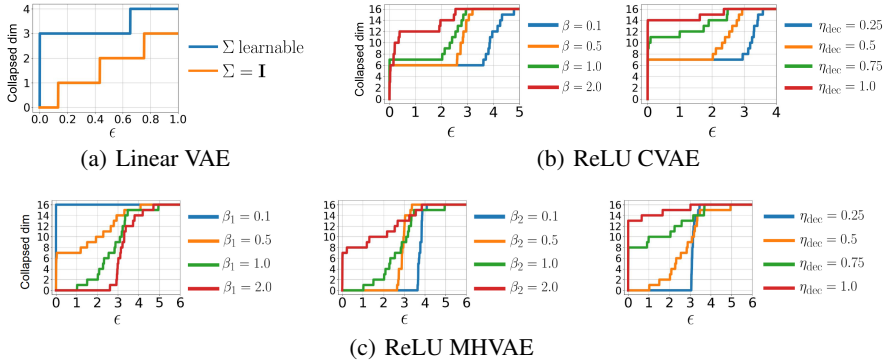 Collapsed dim
4
3
2
1
0
0.0 0.2 0.4 0.6 0.8 1.0
ϵ
Σ learnable
Σ = I
(a) Linear VAE
Collapsed dim
16
14
12
10
8
6
4
2
0
0 1 2 3 4 5
ϵ
β = 0.1
β = 0.5
β = 1.0
β = 2.0
16
14
12
10
8
6
4
2
0
0 1 2 3 4
ϵ
η_dec = 0.25
η_dec = 0.5
η_dec = 0.75
η_dec = 1.0
(b) ReLU CVAE
Collapsed dim
16
14
12
10
8
6
4
2
0
0 1 2 3 4 5 6
ϵ
β₁ = 0.1
β₁ = 0.5
β₁ = 1.0
β₁ = 2.0
16
14
12
10
8
6
4
2
0
0 1 2 3 4 5 6
ϵ
β₂ = 0.1
β₂ = 0.5
β₂ = 1.0
β₂ = 2.0
16
14
12
10
8
6
4
2
0
0 1 2 3 4 5 6
ϵ
η_dec = 0.25
η_dec = 0.5
η_dec = 0.75
η_dec = 1.0
(c) ReLU MHVAE